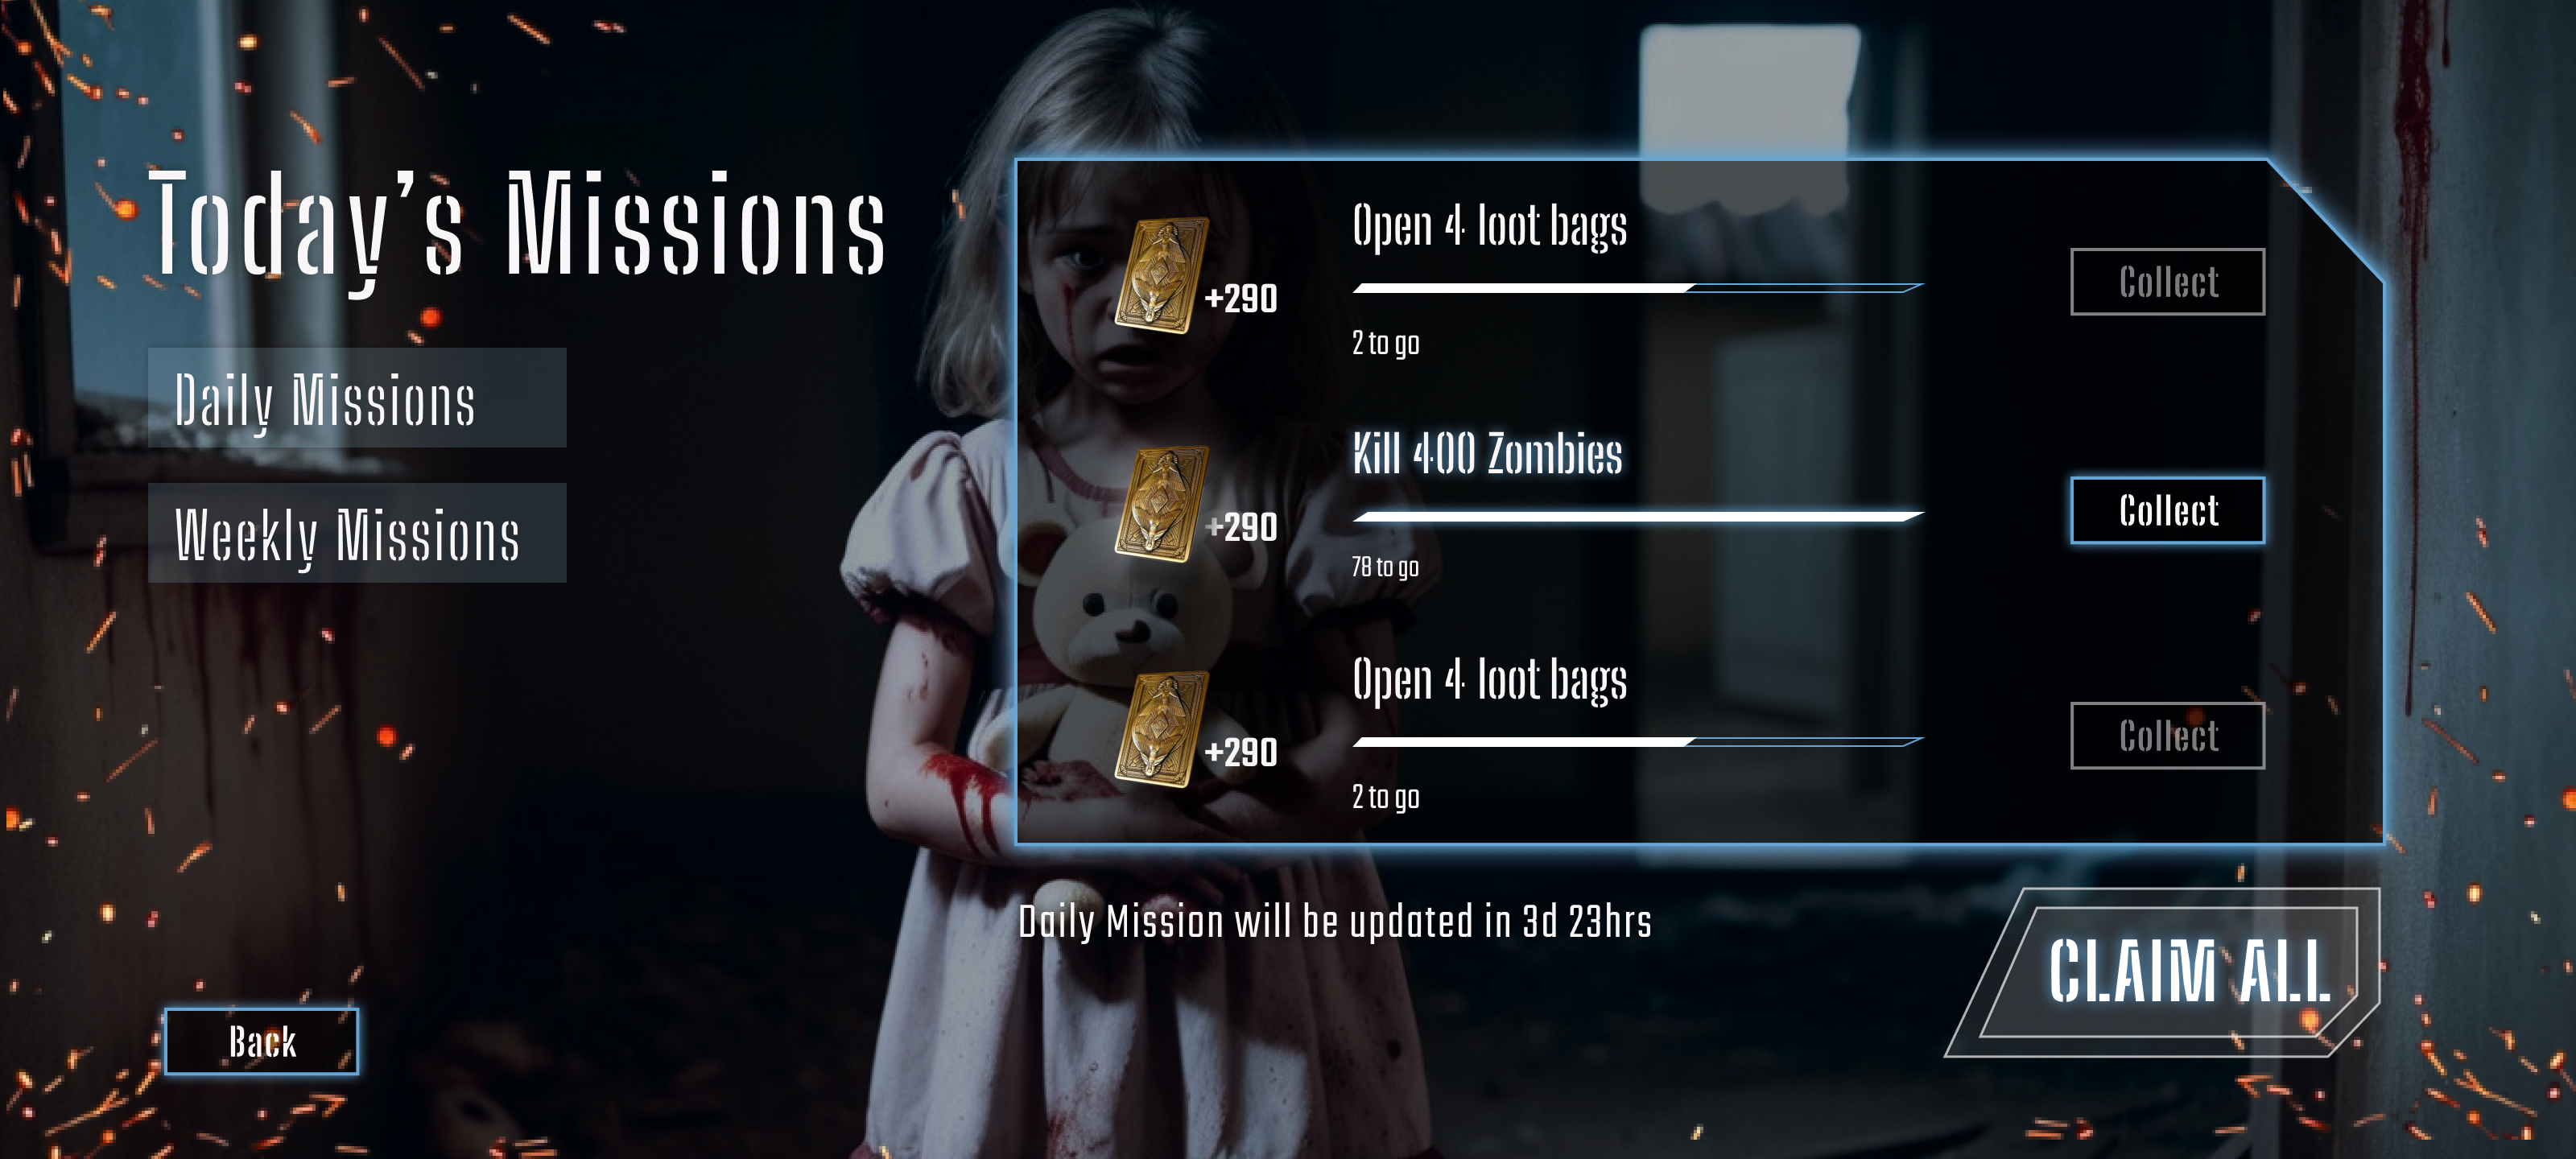 Today's Missions
Daily Missions
Weekly Missions
Open 4 loot bags
+290
2 to go
Collect
Kill 400 Zombies
+290
78 to go
Collect
Open 4 loot bags
+290
2 to go
Collect
Daily Mission will be updated in 3d 23hrs
CLAIM ALL
Back